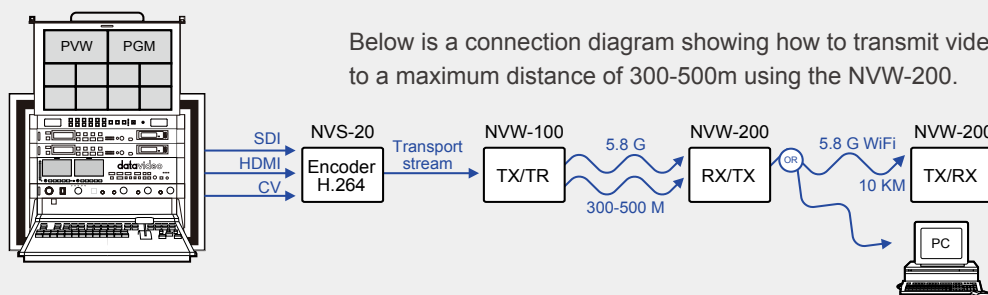 Below is a connection diagram showing how to transmit vide
to a maximum distance of 300-500m using the NVW-200.
PVW
PGM
datavideo
SDI
HDMI
CV
NVS-20
Encoder
H.264
Transport
stream
NVW-100
TX/TR
5.8 G
300-500 M
NVW-200
RX/TX
OR
5.8 G WiFi
10 KM
NVW-200
TX/RX
PC